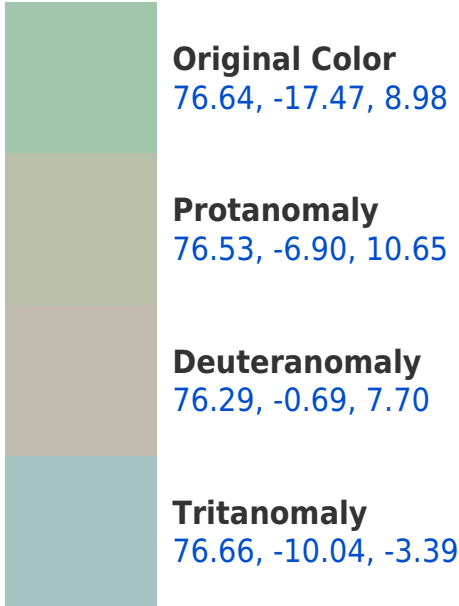 Original Color
76.64, -17.47, 8.98
Protanomaly
76.53, -6.90, 10.65
Deuteranomaly
76.29, -0.69, 7.70
Tritanomaly
76.66, -10.04, -3.39